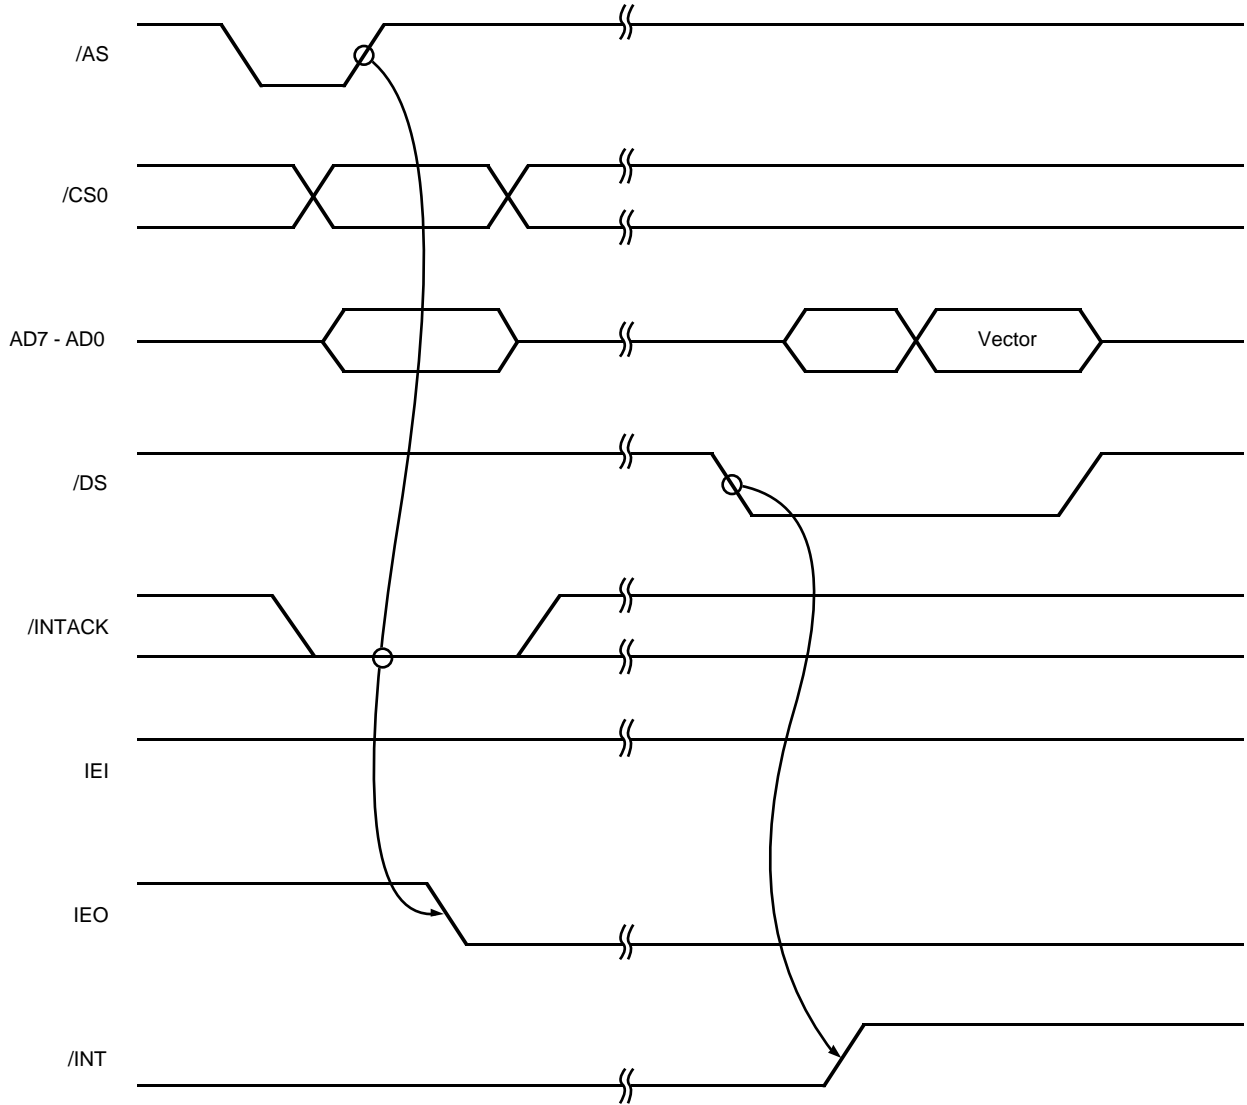 /AS
/CS0
AD7 - AD0
Vector
/DS
/INTACK
IEI
IEO
/INT